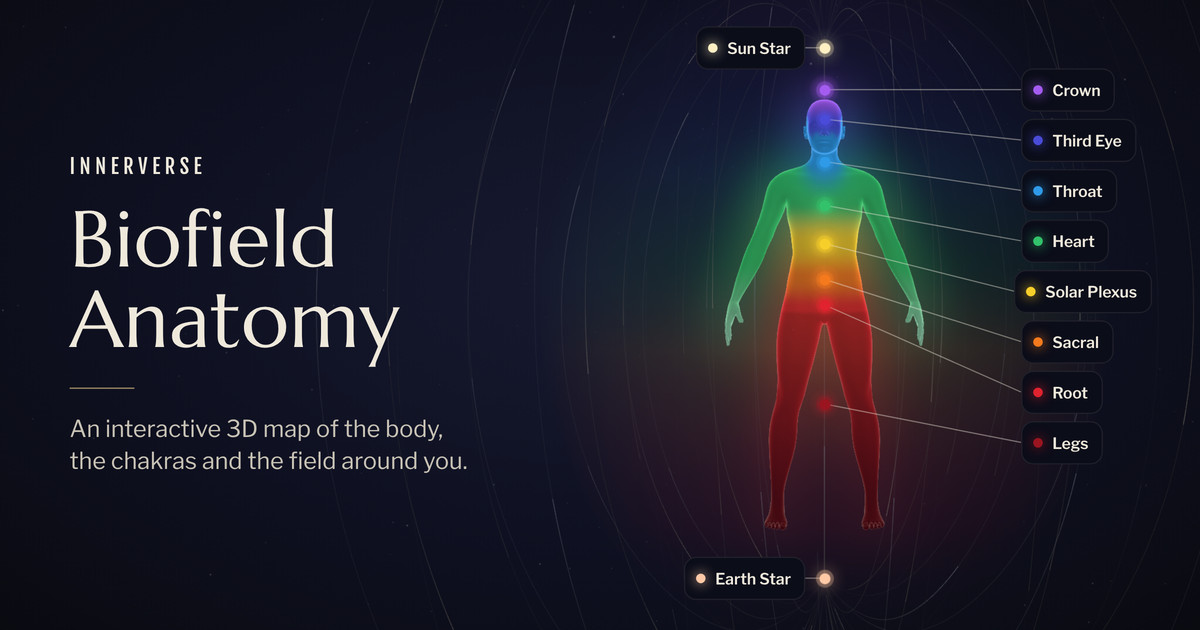 INNERVERSE
Biofield
Anatomy
An interactive 3D map of the body,
the chakras and the field around you.
Sun Star
Crown
Third Eye
Throat
Heart
Solar Plexus
Sacral
Root
Legs
Earth Star